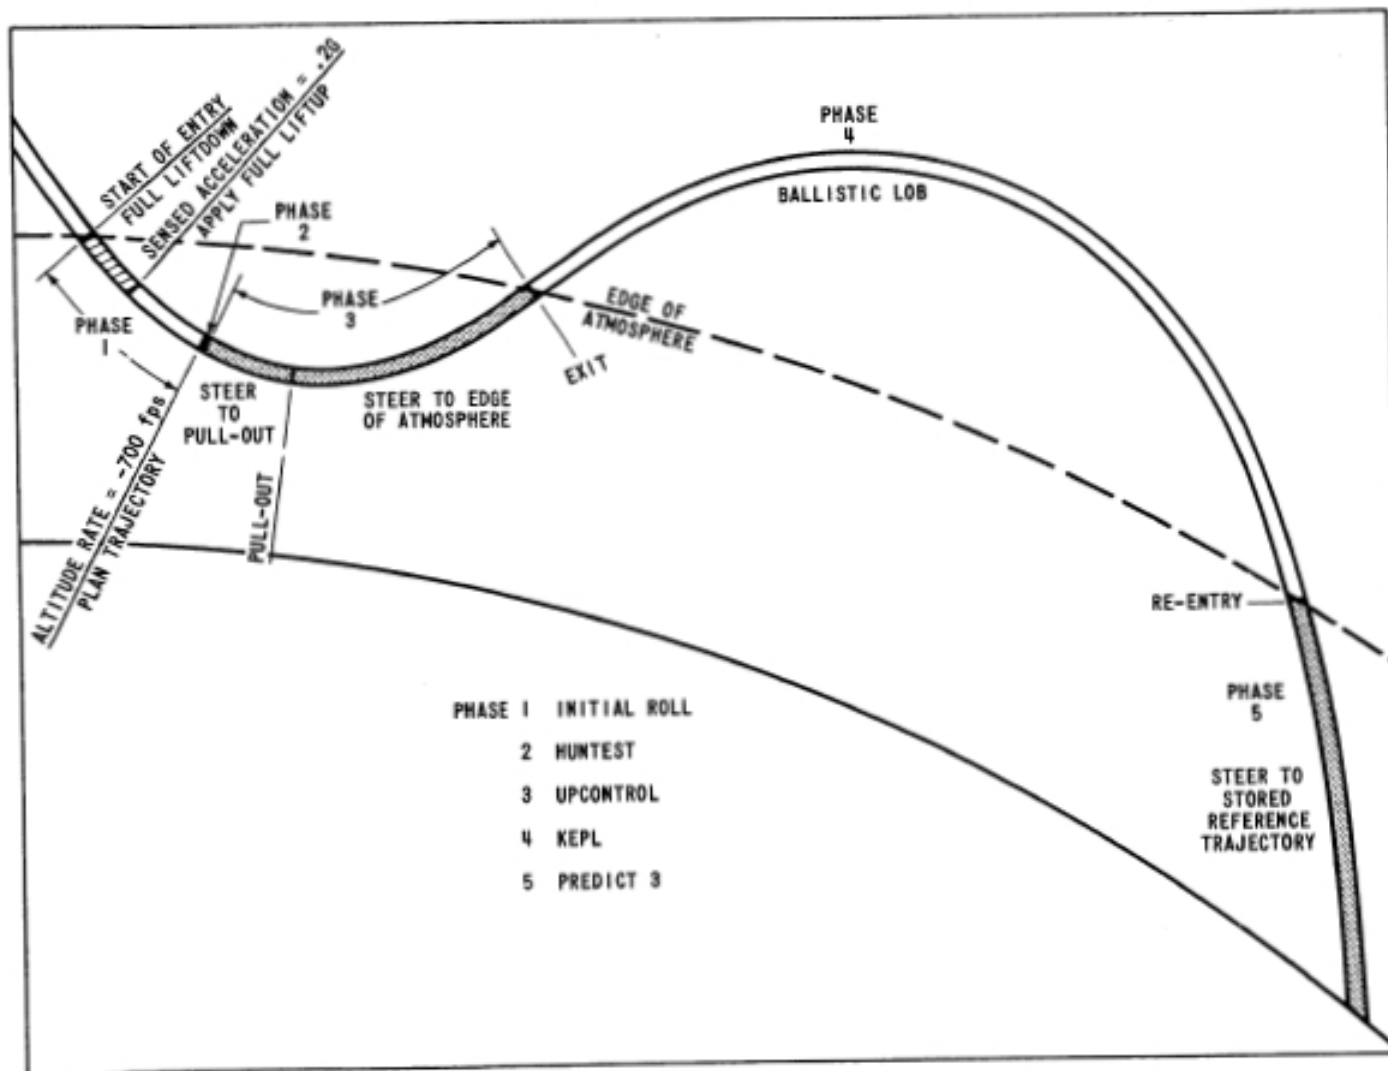 START OF ENTRY
FULL LIFTDOWN
SENSED ACCELERATION = .2G
APPLY FULL LIFTUP
PHASE
2
PHASE
4
BALLISTIC LOB
PHASE
1
PHASE
3
EDGE OF
ATMOSPHERE
EXIT
STEER
TO
PULL-OUT
STEER TO EDGE
OF ATMOSPHERE
ALTITUDE RATE = -700 fps
PLAN TRAJECTORY
PULL-OUT
RE-ENTRY
PHASE
5
STEER TO
STORED
REFERENCE
TRAJECTORY
PHASE 1 INITIAL ROLL
2 HUNTEST
3 UPCONTROL
4 KEPL
5 PREDICT 3